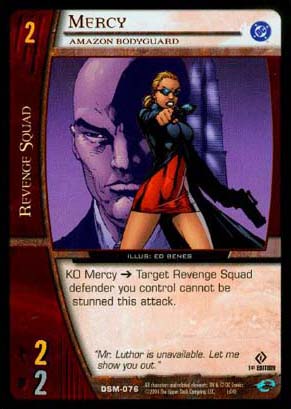 2
MERCY
AMAZON BODYGUARD
DC
REVENGE SQUAD
ILLUS: ED BENES
KO Mercy → Target Revenge Squad
defender you control cannot be
stunned this attack.
2
2
"Mr. Luthor is unavailable. Let me
show you out."
1ST EDITION
DSM-076